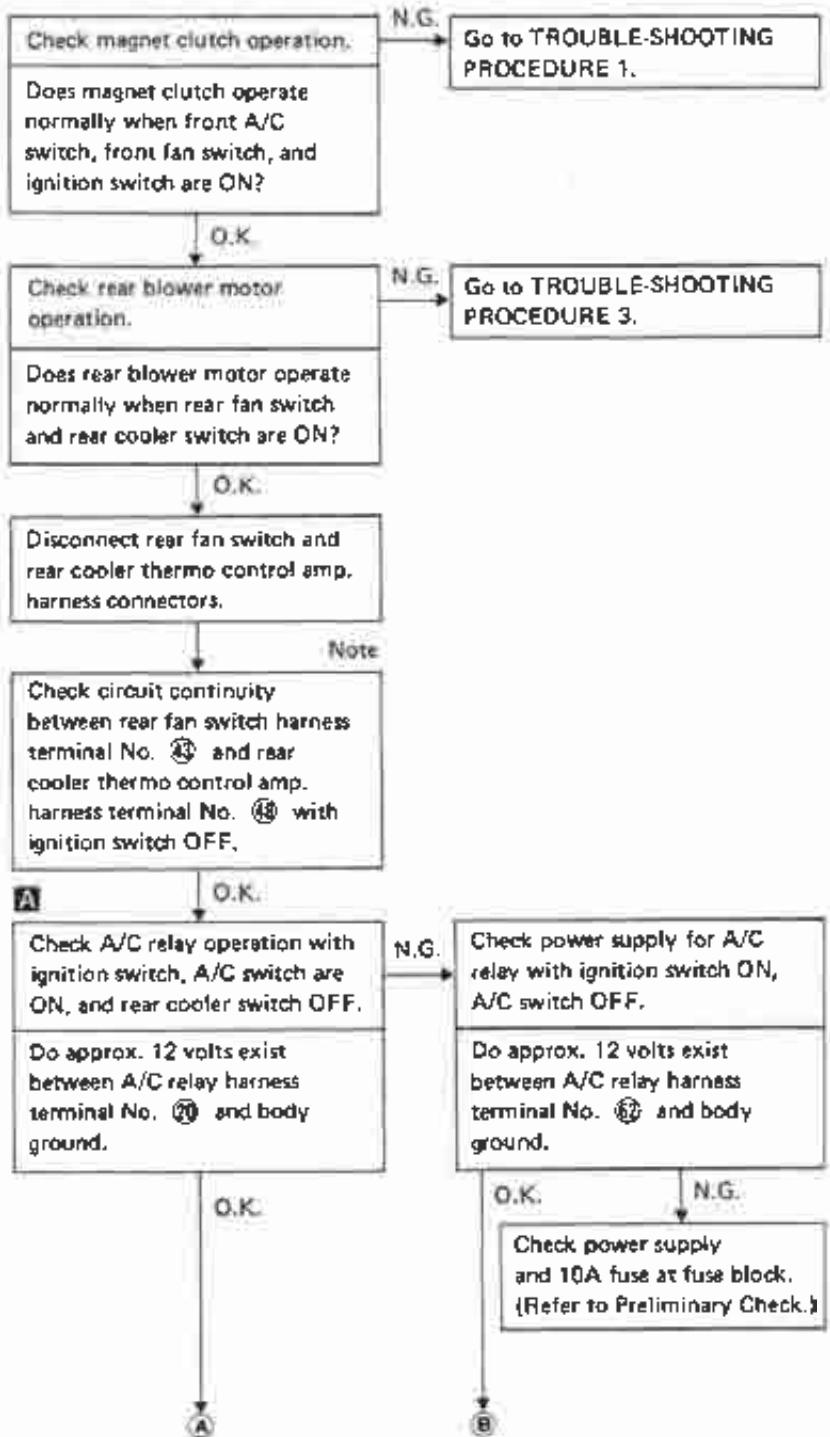 Check magnet clutch operation.
Does magnet clutch operate
normally when front A/C
switch, front fan switch, and
ignition switch are ON?
N.G.
Go to TROUBLE-SHOOTING
PROCEDURE 1.
O.K.
Check rear blower motor
operation.
Does rear blower motor operate
normally when rear fan switch
and rear cooler switch are ON?
N.G.
Go to TROUBLE-SHOOTING
PROCEDURE 3.
O.K.
Disconnect rear fan switch and
rear cooler thermo control amp.
harness connectors.
Note
Check circuit continuity
between rear fan switch harness
terminal No. 43 and rear
cooler thermo control amp.
harness terminal No. 48 with
ignition switch OFF.
O.K.
A
Check A/C relay operation with
ignition switch, A/C switch are
ON, and rear cooler switch OFF.
Do approx. 12 volts exist
between A/C relay harness
terminal No. 20 and body
ground.
N.G.
Check power supply for A/C
relay with ignition switch ON,
A/C switch OFF.
Do approx. 12 volts exist
between A/C relay harness
terminal No. and body
ground.
O.K.
O.K.
N.G.
Check power supply
and 10A fuse at fuse block.
(Refer to Preliminary Check.)
A
B